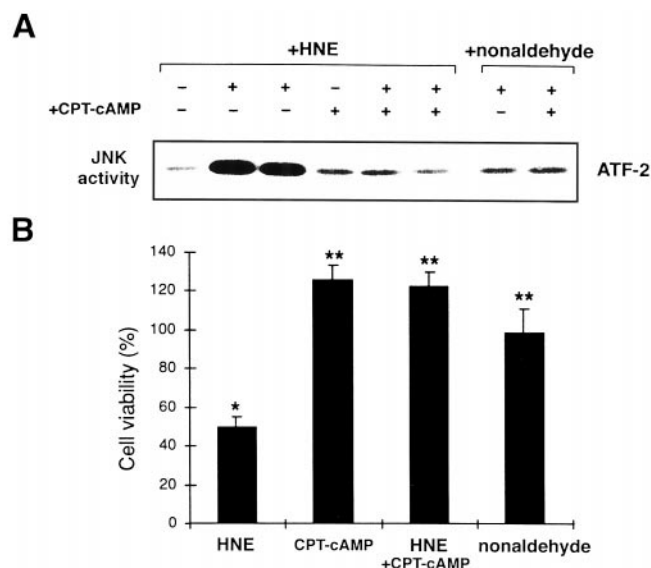 A
+HNE +nonaldehyde
– + + – + + + +
+CPT-cAMP – – – + + + – +
JNK
activity
ATF-2
B
140
120
100
80
60
40
20
0
Cell viability (%)
*
**
**
**
HNE
CPT-cAMP
HNE
+CPT-cAMP
nonaldehyde